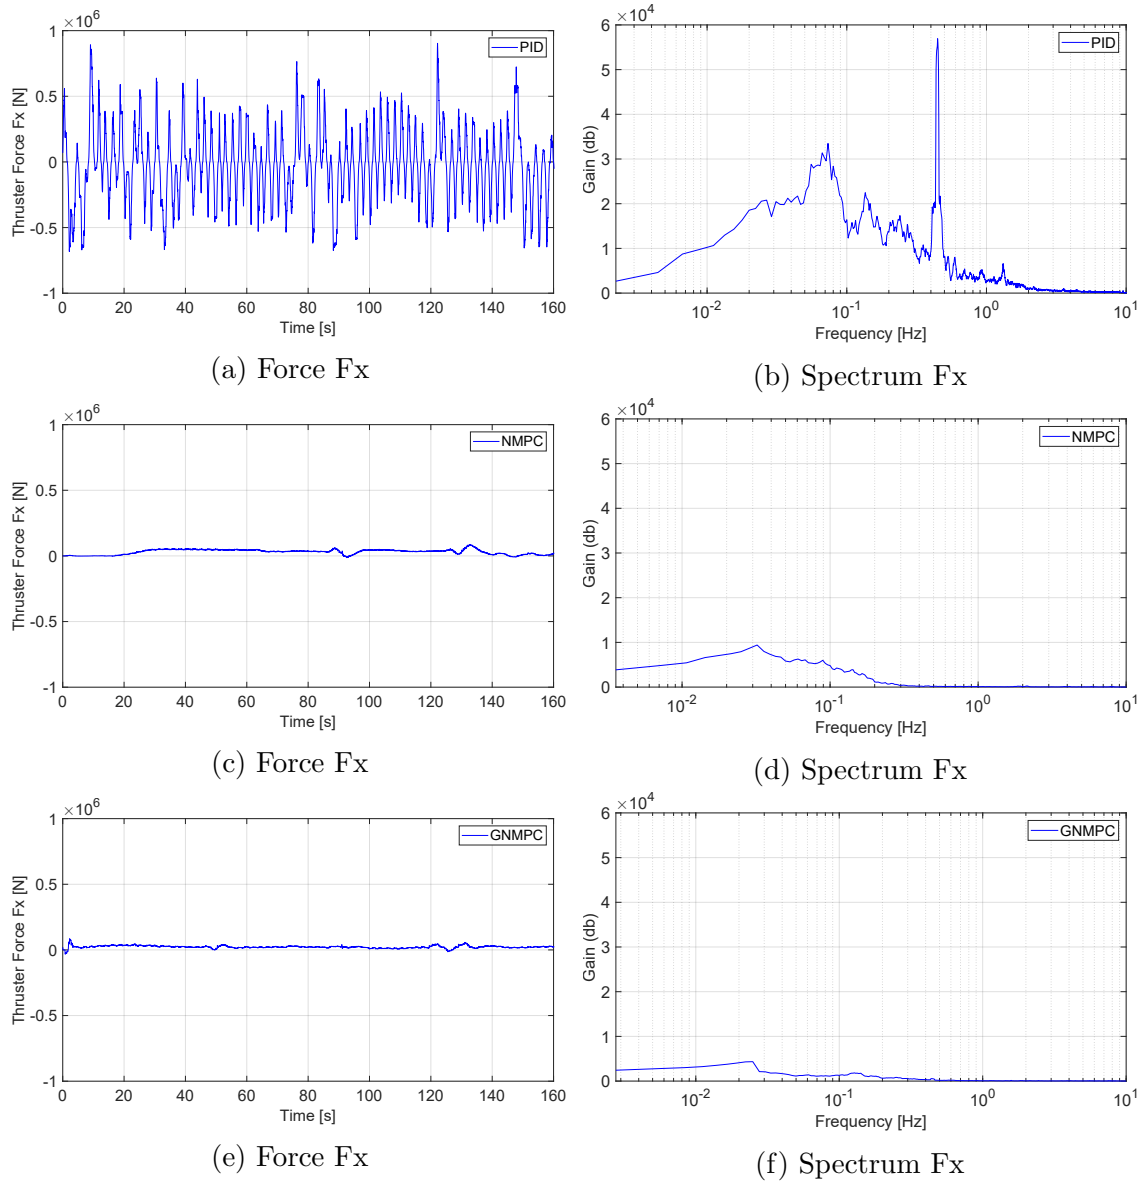 ×10^6
1
0.5
0
-0.5
-1
Thruster Force Fx [N]
PID
0 20 40 60 80 100 120 140 160
Time [s]
(a) Force Fx
×10^4
6
5
4
3
2
1
0
Gain (db)
PID
10^-2 10^-1 10^0 10^1
Frequency [Hz]
(b) Spectrum Fx
×10^6
1
0.5
0
-0.5
-1
Thruster Force Fx [N]
NMPC
0 20 40 60 80 100 120 140 160
Time [s]
(c) Force Fx
×10^4
6
5
4
3
2
1
0
Gain (db)
NMPC
10^-2 10^-1 10^0 10^1
Frequency [Hz]
(d) Spectrum Fx
×10^6
1
0.5
0
-0.5
-1
Thruster Force Fx [N]
GNMPC
0 20 40 60 80 100 120 140 160
Time [s]
(e) Force Fx
×10^4
6
5
4
3
2
1
0
Gain (db)
GNMPC
10^-2 10^-1 10^0 10^1
Frequency [Hz]
(f) Spectrum Fx